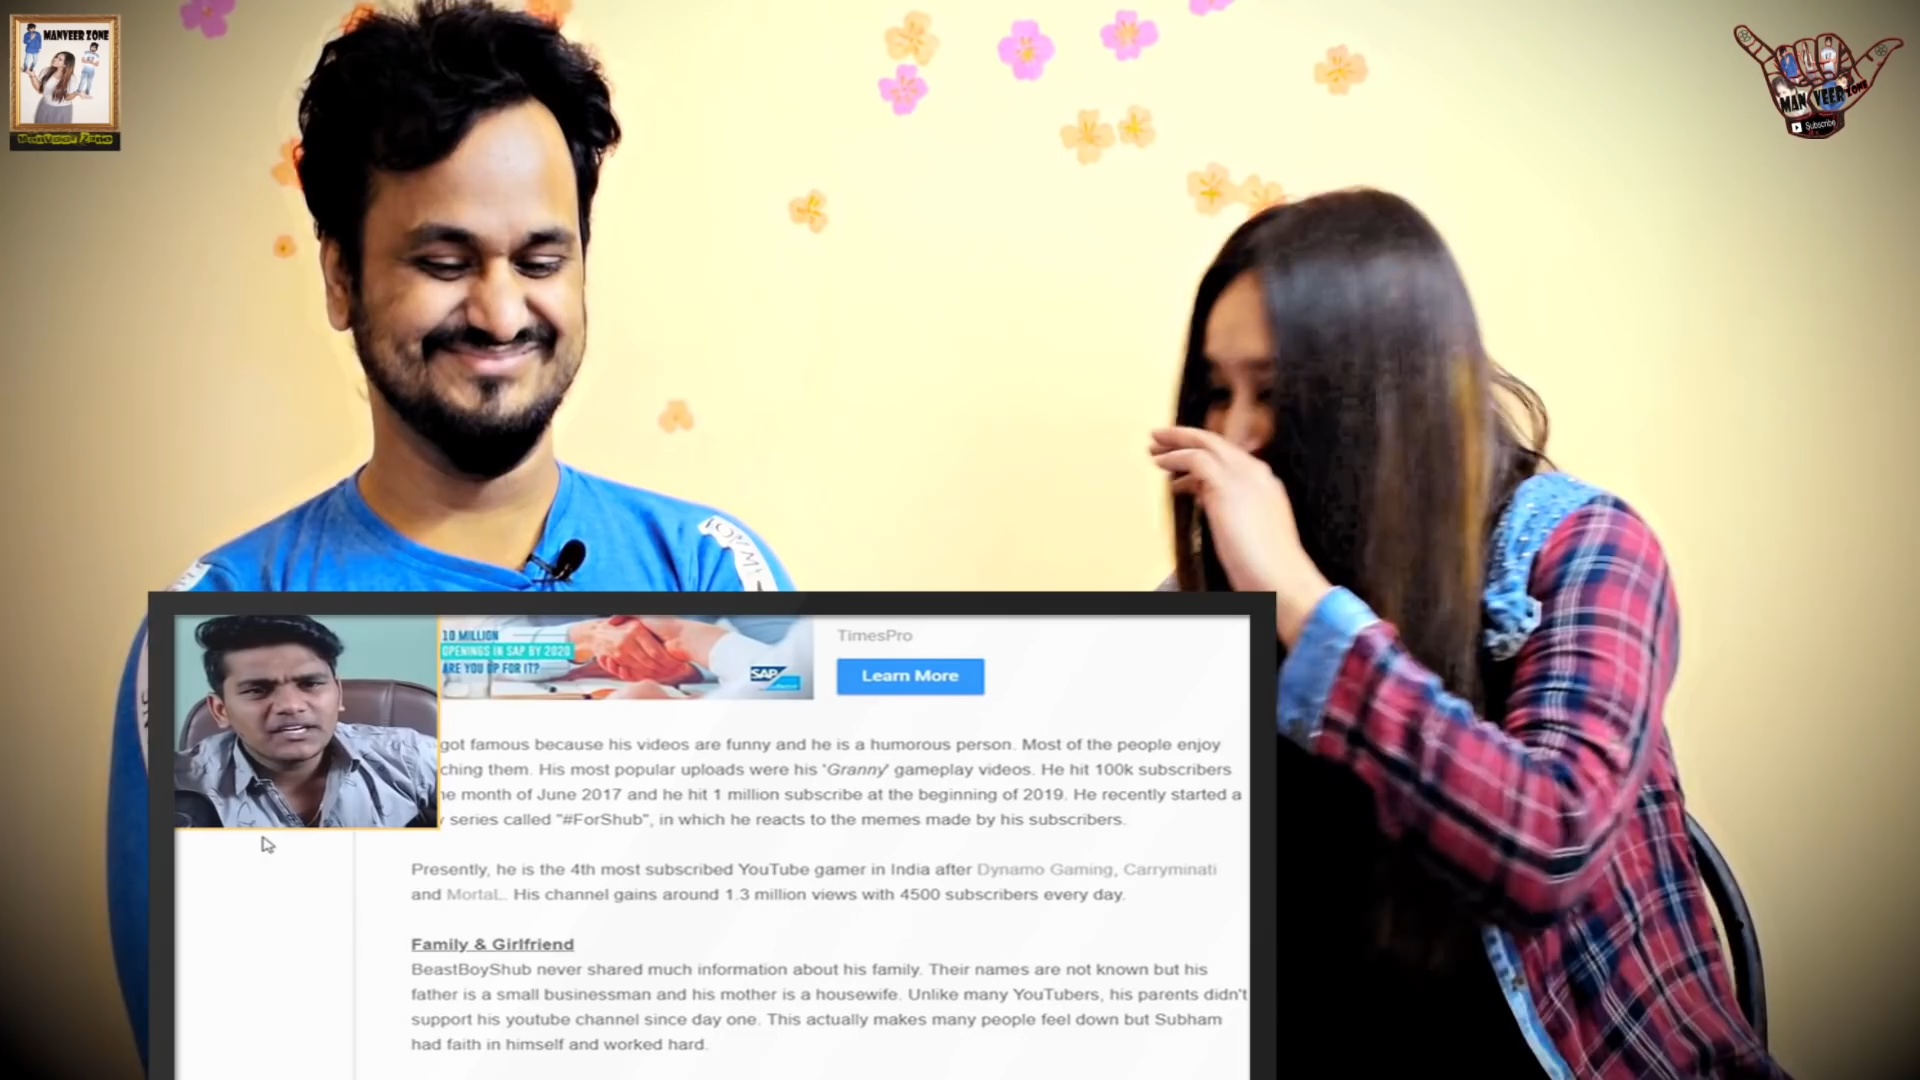 MANVEER ZONE
ManVeer Zone
MAN VEER ZONE
Subscribe
10 MILLION
OPENINGS IN SAP BY 2020
ARE YOU UP FOR IT?
SAP
TimesPro
Learn More
got famous because his videos are funny and he is a humorous person. Most of the people enjoy
ching them. His most popular uploads were his 'Granny' gameplay videos. He hit 100k subscribers
month of June 2017 and he hit 1 million subscribe at the beginning of 2019. He recently started a
series called "#ForShub", in which he reacts to the memes made by his subscribers.
Presently, he is the 4th most subscribed YouTube gamer in India after Dynamo Gaming, Carryminati
and MortaL. His channel gains around 1.3 million views with 4500 subscribers every day.
Family & Girlfriend
BeastBoyShub never shared much information about his family. Their names are not known but his
father is a small businessman and his mother is a housewife. Unlike many YouTubers, his parents didn't
support his youtube channel since day one. This actually makes many people feel down but Subham
had faith in himself and worked hard.